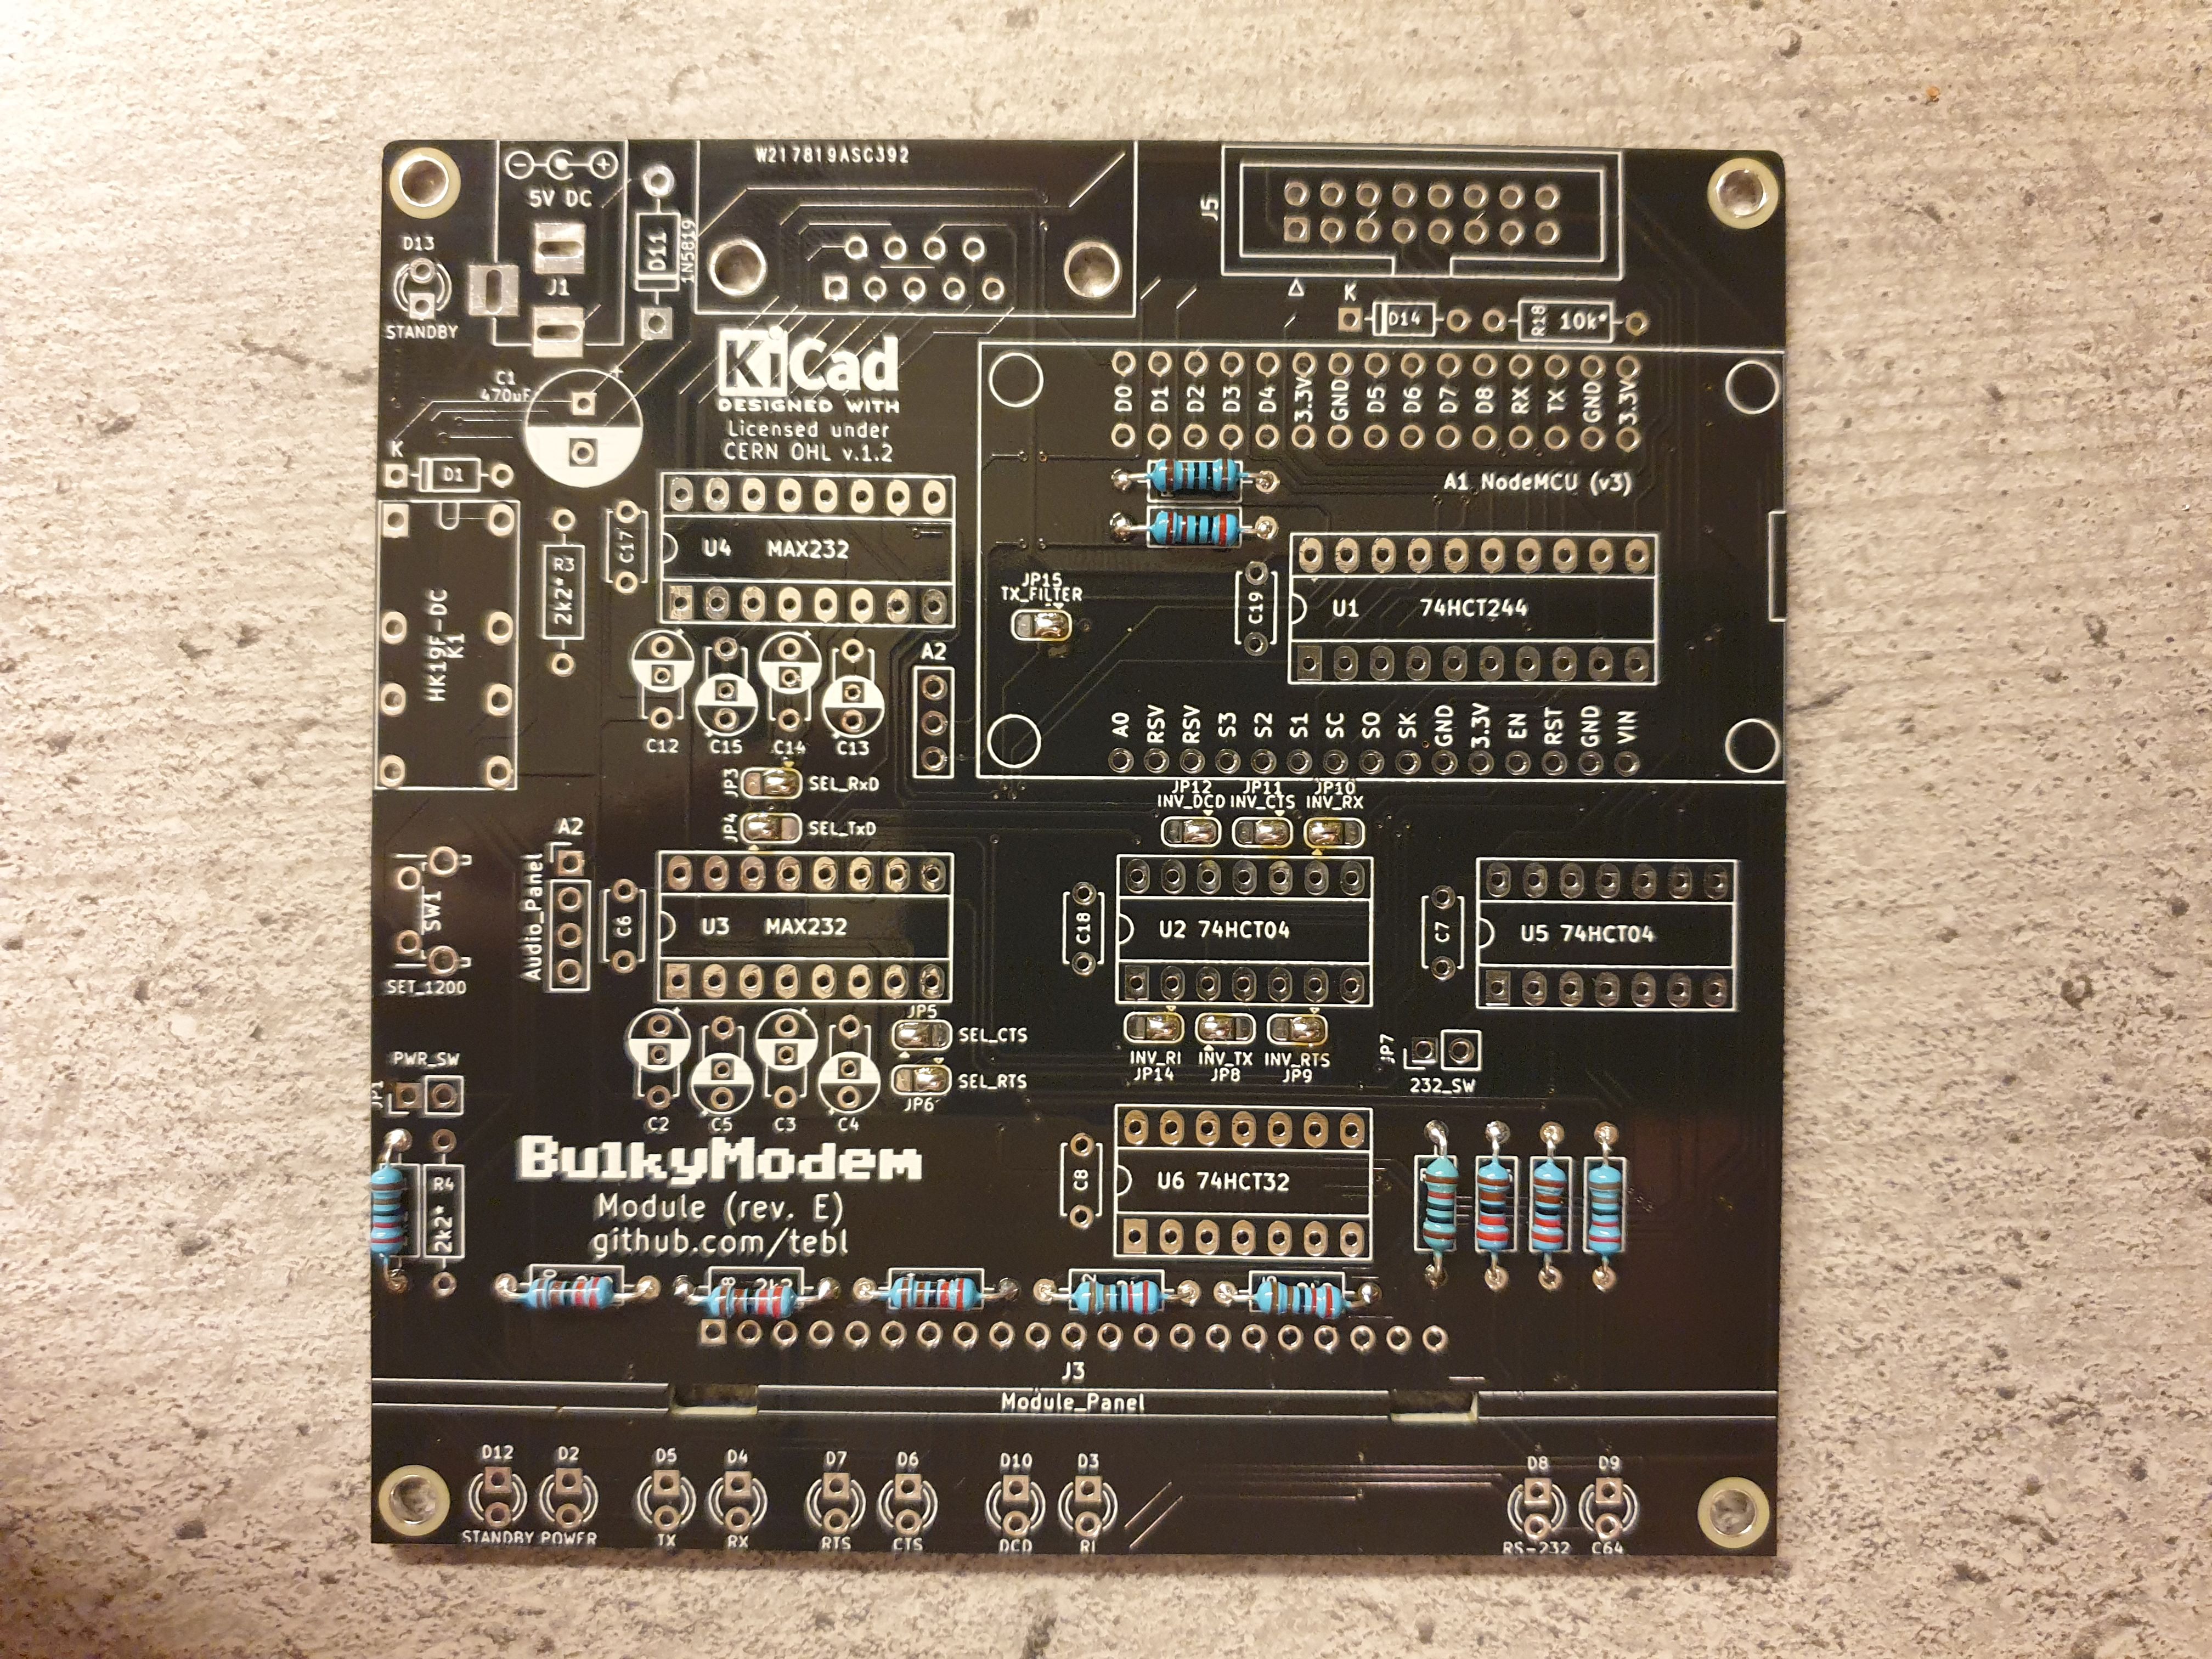 W217819ASC392
5V DC
D11
1N5819
J5
D13
J1
STANDBY
K
D14
R18
10k*
KiCad
DESIGNED WITH
Licensed under
CERN OHL v.1.2
C1
470uF
D0 D1 D2 D3 D4 3.3V GND D5 D6 D7 D8 RX TX GND 3.3V
K
D1
A1 NodeMCU (v3)
C17
U4 MAX232
R3
2k2*
HK19F-DC
K1
JP15
TX_FILTER
C19
U1 74HCT244
A2
C12 C15 C14 C13
A0 RSV RSV S3 S2 S1 SC SO SK GND 3.3V EN RST GND VIN
JP3 SEL_RxD
JP4 SEL_TxD
JP12 JP11 JP10
INV_DCD INV_CTS INV_RX
A2
Audio_Panel
SW1
SET_1200
C6
U3 MAX232
C18
U2 74HCT04
C7
U5 74HCT04
JP5
SEL_CTS
SEL_RTS
JP6
INV_RI INV_TX INV_RTS
JP14 JP8 JP9
JP7
232_SW
PWR_SW
JP1
C2 C5 C3 C4
R4
2k2*
Bu1kyModem
Module (rev. E)
github.com/tebl
C8
U6 74HCT32
J3
Module_Panel
D12 D2 D5 D4 D7 D6 D10 D3 D8 D9
STANDBY POWER TX RX RTS CTS DCD RI RS-232 C64